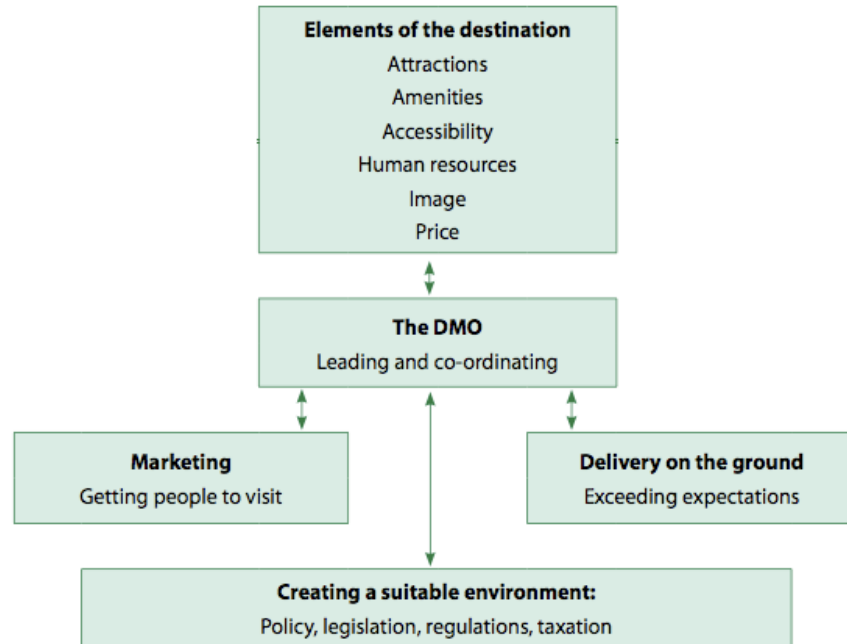 Elements of the destination
Attractions
Amenities
Accessibility
Human resources
Image
Price
The DMO
Leading and co-ordinating
Marketing
Getting people to visit
Delivery on the ground
Exceeding expectations
Creating a suitable environment:
Policy, legislation, regulations, taxation